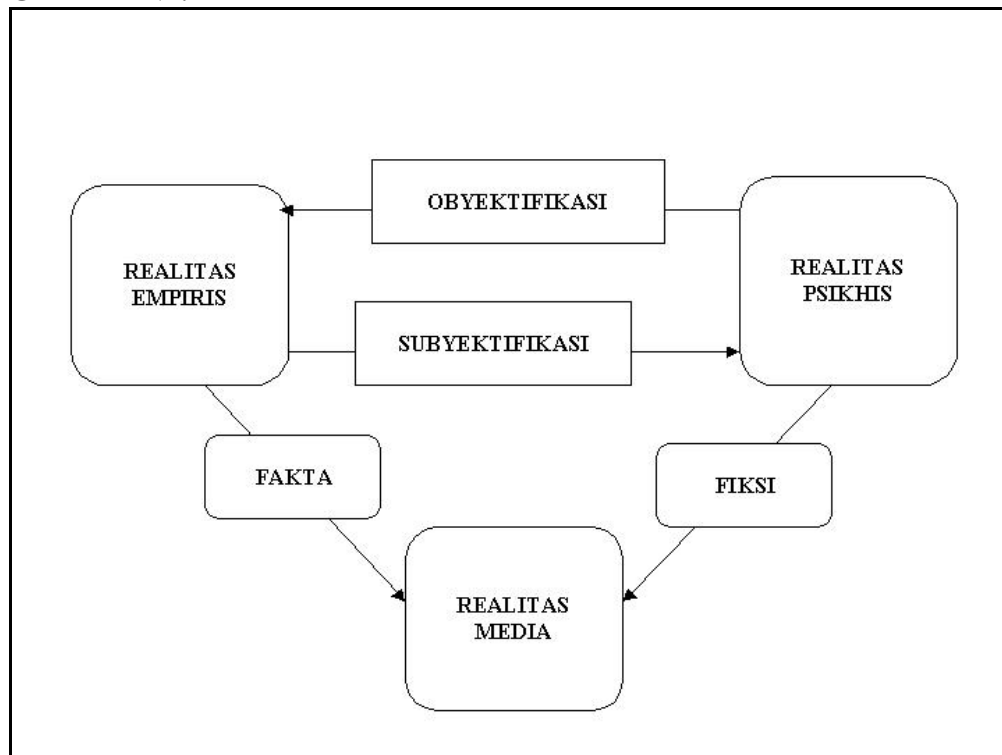 OBYEKTIFIKASI
REALITAS
EMPIRIS
REALITAS
PSIKHIS
SUBYEKTIFIKASI
FAKTA
FIKSI
REALITAS
MEDIA